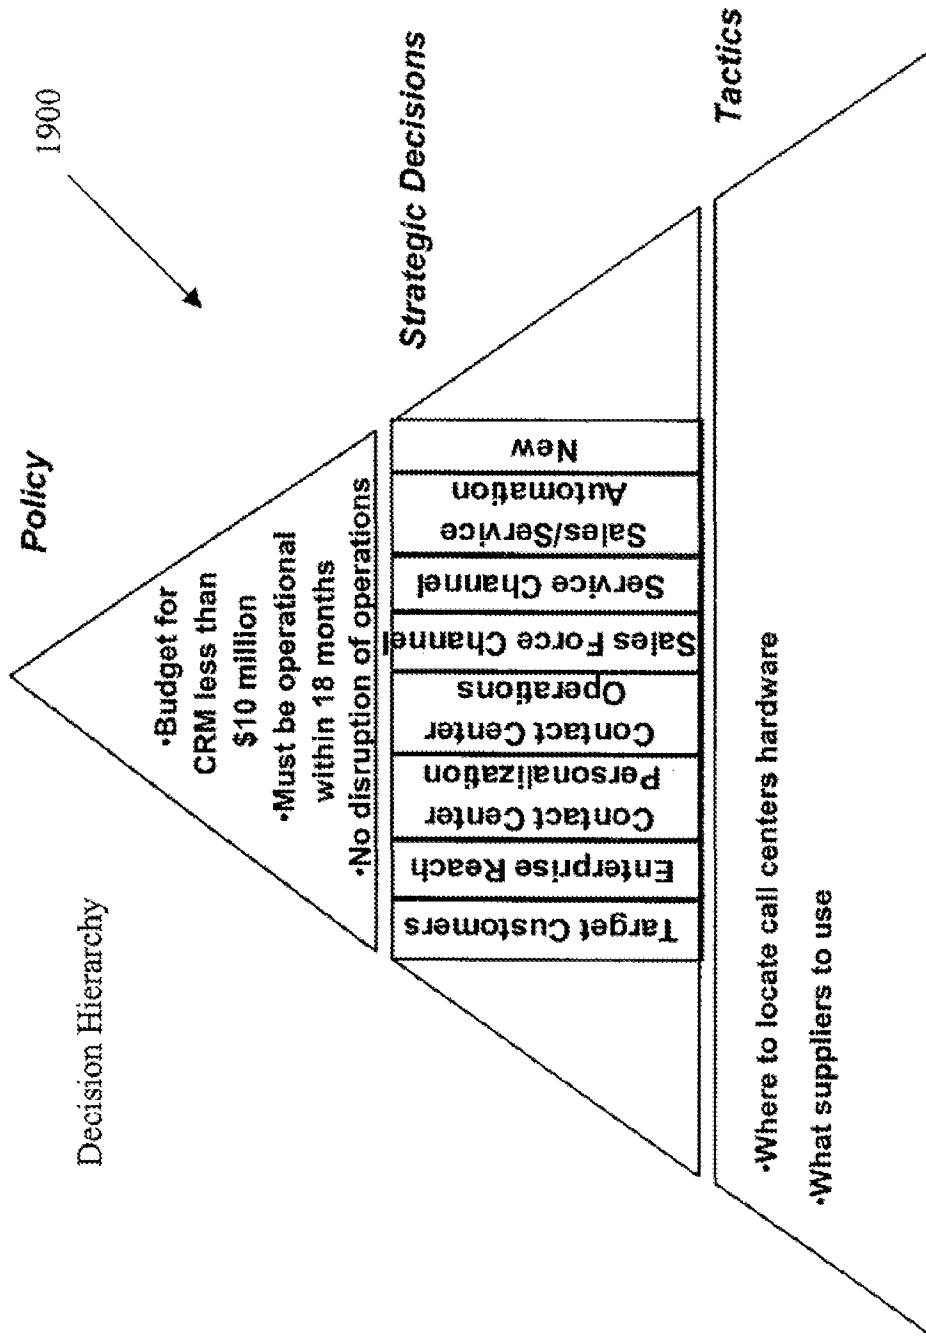 Decision Hierarchy
1900
Policy
•Budget for
CRM less than
$10 million
•Must be operational
within 18 months
•No disruption of operations
Strategic Decisions
Target Customers
Enterprise Reach
Contact Center
Personalization
Contact Center
Operations
Sales Force Channel
Service Channel
Sales/Service
Automation
New
Tactics
•Where to locate call centers hardware
•What suppliers to use